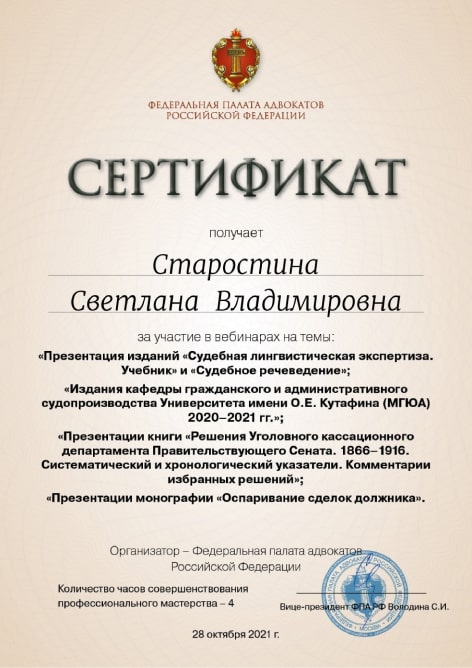 ФЕДЕРАЛЬНАЯ ПАЛАТА АДВОКАТОВ
РОССИЙСКОЙ ФЕДЕРАЦИИ
СЕРТИФИКАТ
получает
Старостина
Светлана Владимировна
за участие в вебинарах на темы:
«Презентация изданий «Судебная лингвистическая экспертиза.
Учебник» и «Судебное речеведение»;
«Издания кафедры гражданского и административного
судопроизводства Университета имени О.Е. Кутафина (МГЮА)
2020–2021 гг.»;
«Презентации книги «Решения Уголовного кассационного
департамента Правительствующего Сената. 1866–1916.
Систематический и хронологический указатели. Комментарии
избранных решений»;
«Презентации монографии «Оспаривание сделок должника».
Организатор – Федеральная палата адвокатов
Российской Федерации
Количество часов совершенствования
профессионального мастерства – 4
Вице-президент ФПА РФ Володина С.И.
28 октября 2021 г.